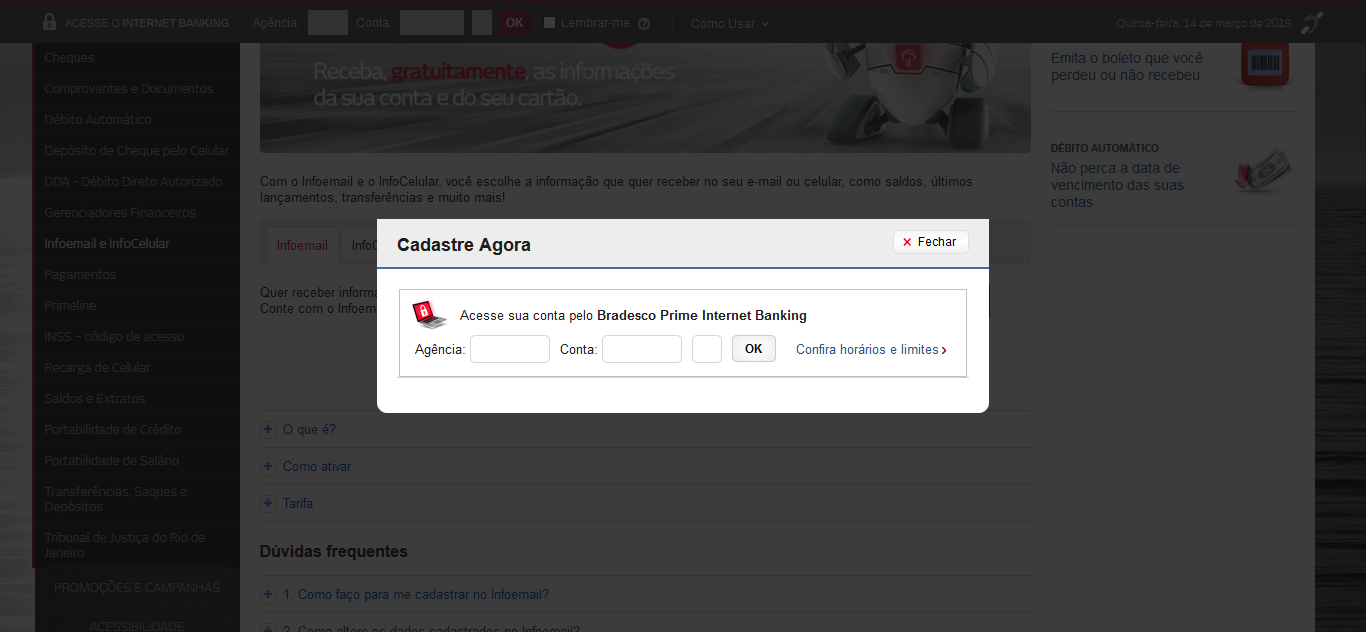 ACESSE O INTERNET BANKING Agência: Conta: OK Lembrar-me ? Como Usar Quinta-feira, 14 de março de 2019
Cheques
Comprovantes e Documentos
Débito Automático
Depósito de Cheque pelo Celular
DDA - Débito Direto Autorizado
Gerenciadores Financeiros
Infoemail e InfoCelular
Pagamentos
Primeline
INSS – código de acesso
Recarga de Celular
Saldos e Extratos
Portabilidade de Crédito
Portabilidade de Salário
Transferências, Saques e
Depósitos
Tribunal de Justiça do Rio de
Janeiro
PROMOÇÕES E CAMPANHAS
ACESSIBILIDADE
Receba, gratuitamente, as informações
da sua conta e do seu cartão.
Com o Infoemail e o InfoCelular, você escolhe a informação que quer receber no seu e-mail ou celular, como saldos, últimos
lançamentos, transferências e muito mais!
Infoemail InfoC
Quer receber informa
Conte com o Infoem
Cadastre Agora
Fechar
Acesse sua conta pelo Bradesco Prime Internet Banking
Agência: Conta: OK Confira horários e limites
O que é?
Como ativar
Tarifa
Dúvidas frequentes
1. Como faço para me cadastrar no Infoemail?
2. Como altero os dados cadastrados no Infoemail?
Emita o boleto que você
perdeu ou não recebeu
DÉBITO AUTOMÁTICO
Não perca a data de
vencimento das suas
contas